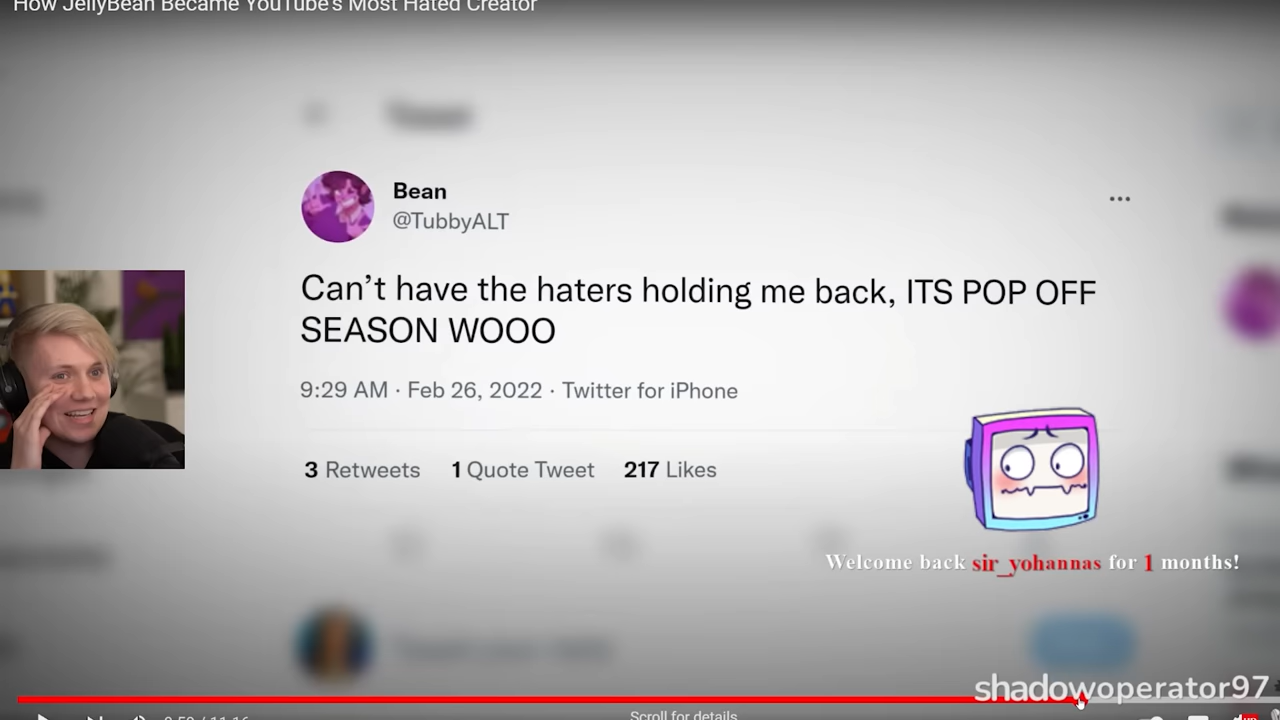 How JellyBean Became YouTube's Most Hated Creator
Bean
@TubbyALT
Can't have the haters holding me back, ITS POP OFF
SEASON WOOO
9:29 AM · Feb 26, 2022 · Twitter for iPhone
3 Retweets 1 Quote Tweet 217 Likes
Welcome back sir_yohannas for 1 months!
shadowoperator97
Scroll for details